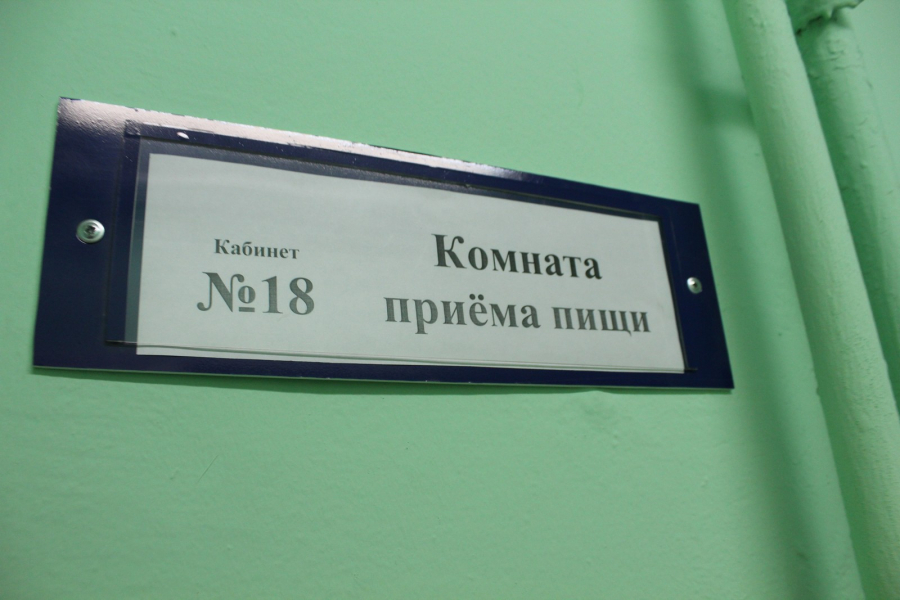 Кабинет
№18
Комната
приёма пищи